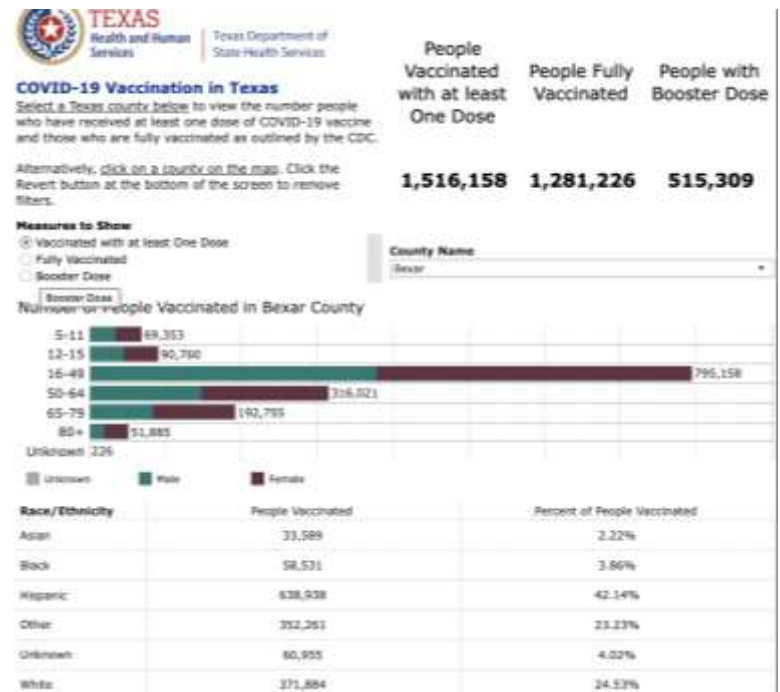 TEXAS
Health and Human
Services
Texas Department of
State Health Services
COVID-19 Vaccination in Texas
Select a Texas county below to view the number people
who have received at least one dose of COVID-19 vaccine
and those who are fully vaccinated as outlined by the CDC.
Alternatively, click on a county on the map. Click the
Revert button at the bottom of the screen to remove
filters.
People
Vaccinated
with at least
One Dose
People Fully
Vaccinated
People with
Booster Dose
1,516,158 1,281,226 515,309
Measures to Show
Vaccinated with at least One Dose
Fully Vaccinated
Booster Dose
Booster Dose
County Name
Bexar
Number of People Vaccinated in Bexar County
5-11 69,353
12-15 90,760
16-49 795,158
50-64 316,021
65-79 192,755
80+ 51,885
Unknown 226
Unknown Male Female
Race/Ethnicity People Vaccinated Percent of People Vaccinated
Asian 33,589 2.22%
Black 58,531 3.86%
Hispanic 638,938 42.14%
Other 352,261 23.23%
Unknown 60,955 4.02%
White 371,884 24.53%